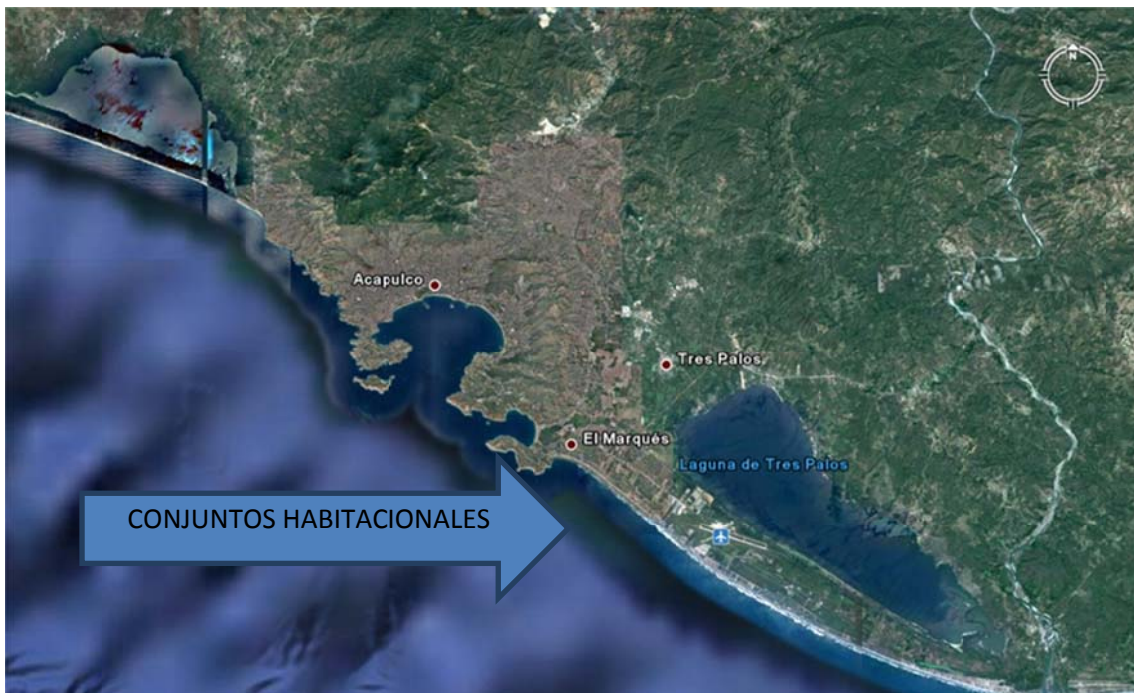 N
Acapulco
Tres Palos
El Marqués
Laguna de Tres Palos
CONJUNTOS HABITACIONALES